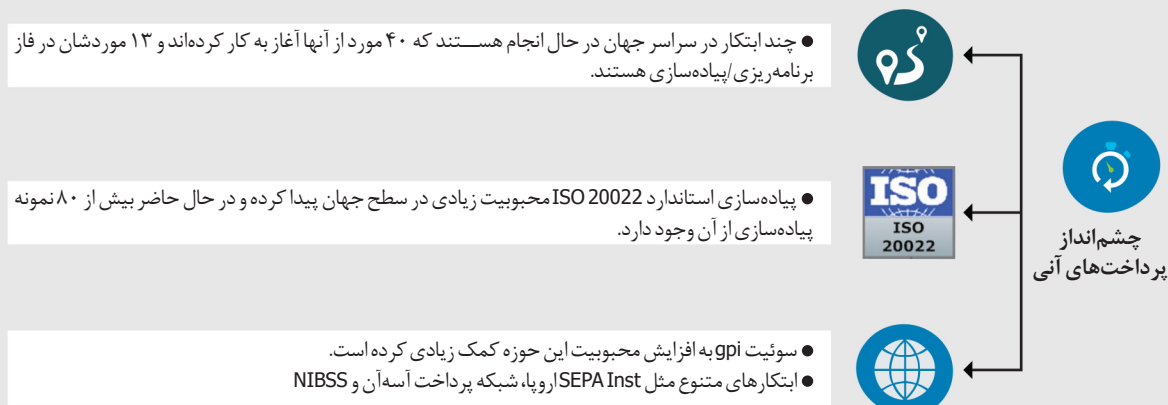 ● چند ابتکار در سراسر جهان در حال انجام هستند که ۴۰ مورد از آنها آغاز به کار کرده‌اند و ۱۳ موردشان در فاز
برنامه‌ریزی/پیاده‌سازی هستند.
● پیاده‌سازی استاندارد ISO 20022 محبوبیت زیادی در سطح جهان پیدا کرده و در حال حاضر بیش از ۸۰ نمونه
پیاده‌سازی از آن وجود دارد.
ISO
ISO
20022
چشم‌انداز
پرداخت‌های آنی
● سوئیت gpi به افزایش محبوبیت این حوزه کمک زیادی کرده است.
● ابتکارهای متنوع مثل SEPA Inst اروپا، شبکه پرداخت آسه‌آن و NIBSS